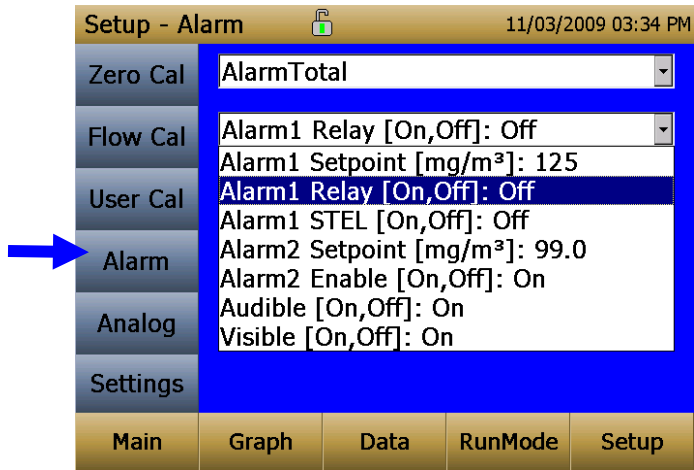 Setup - Alarm 11/03/2009 03:34 PM
Zero Cal
AlarmTotal
Flow Cal
Alarm1 Relay [On,Off]: Off
Alarm1 Setpoint [mg/m³]: 125
User Cal
Alarm1 Relay [On,Off]: Off
Alarm1 STEL [On,Off]: Off
Alarm
Alarm2 Setpoint [mg/m³]: 99.0
Alarm2 Enable [On,Off]: On
Analog
Audible [On,Off]: On
Visible [On,Off]: On
Settings
Main Graph Data RunMode Setup